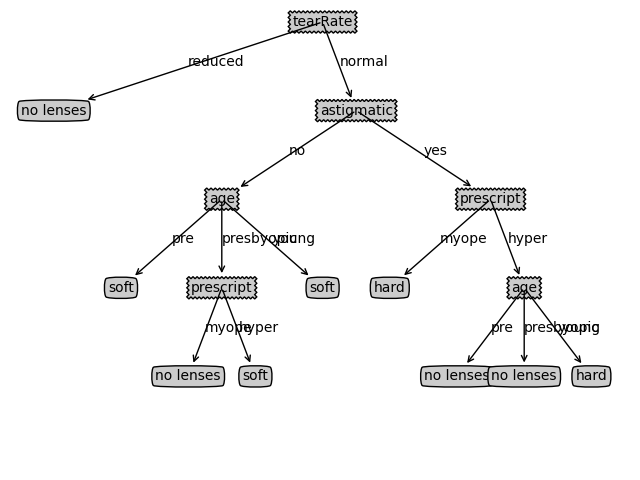 tearRate
reduced normal
no lenses astigmatic
no yes
age prescript
pre presbyopic young myope hyper
soft prescript soft hard age
myope hyper pre presbyopic young
no lenses soft no lenses no lenses hard